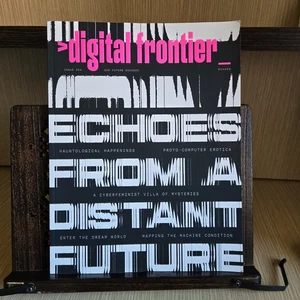 >digital frontier_
ECHOES
HAUNTOLOGICAL HAPPENINGS PROTO-COMPUTER EROTICA
FROM A
A CYBERFEMINIST VILLA OF MYSTERIES
DISTANT
ENTER THE DREAM WORLD MAPPING THE MACHINE CONDITION
FUTURE